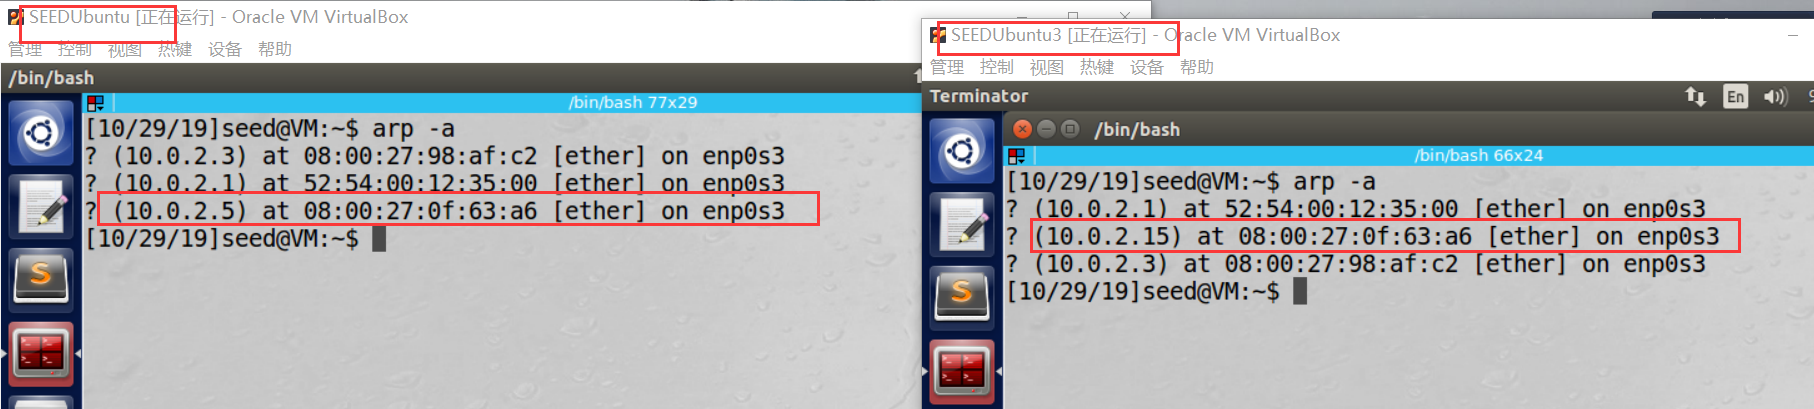 SEEDUbuntu [正在运行] - Oracle VM VirtualBox
管理 控制 视图 热键 设备 帮助
/bin/bash
/bin/bash 77x29
[10/29/19]seed@VM:~$ arp -a
? (10.0.2.3) at 08:00:27:98:af:c2 [ether] on enp0s3
? (10.0.2.1) at 52:54:00:12:35:00 [ether] on enp0s3
? (10.0.2.5) at 08:00:27:0f:63:a6 [ether] on enp0s3
[10/29/19]seed@VM:~$
SEEDUbuntu3 [正在运行] - Oracle VM VirtualBox
管理 控制 视图 热键 设备 帮助
Terminator
En
/bin/bash
/bin/bash 66x24
[10/29/19]seed@VM:~$ arp -a
? (10.0.2.1) at 52:54:00:12:35:00 [ether] on enp0s3
? (10.0.2.15) at 08:00:27:0f:63:a6 [ether] on enp0s3
? (10.0.2.3) at 08:00:27:98:af:c2 [ether] on enp0s3
[10/29/19]seed@VM:~$